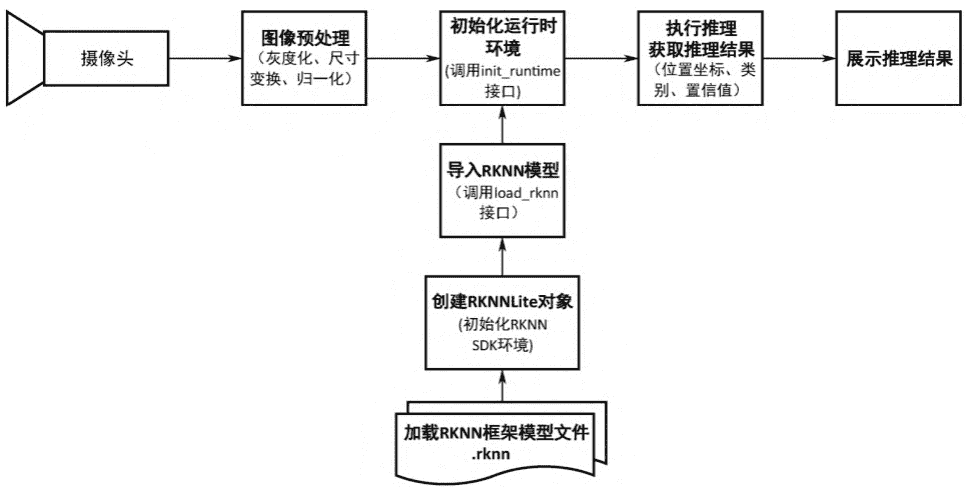 摄像头
图像预处理
（灰度化、尺寸
变换、归一化）
初始化运行时
环境
(调用init_runtime
接口)
执行推理
获取推理结果
（位置坐标、类
别、置信值）
展示推理结果
导入RKNN模型
（调用load_rknn
接口）
创建RKNNLite对象
(初始化RKNN
SDK环境)
加载RKNN框架模型文件
.rknn